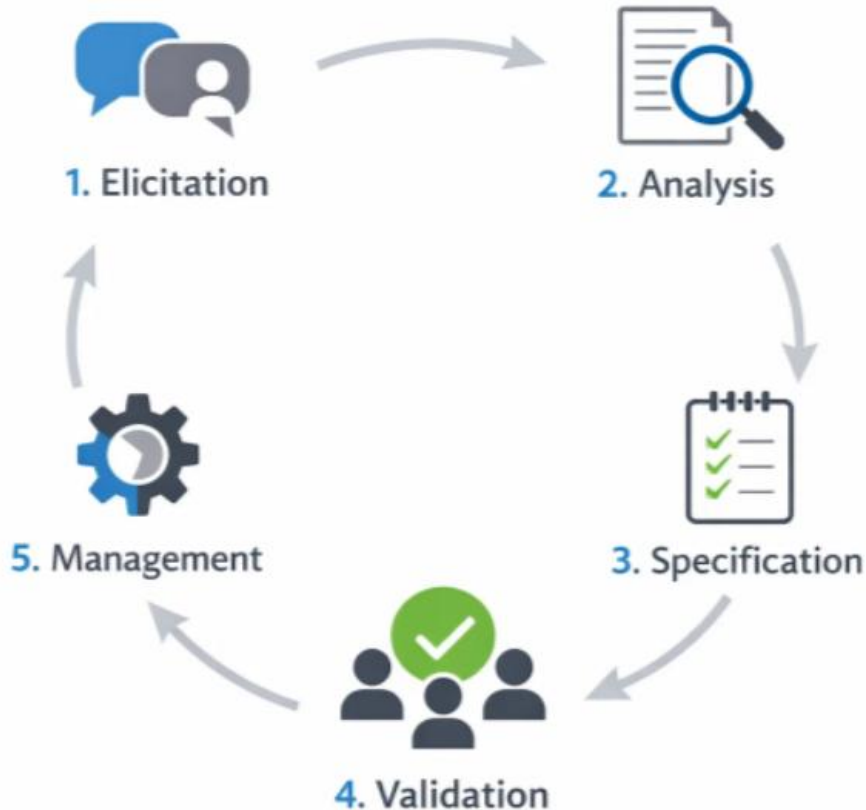 1. Elicitation
2. Analysis
3. Specification
4. Validation
5. Management